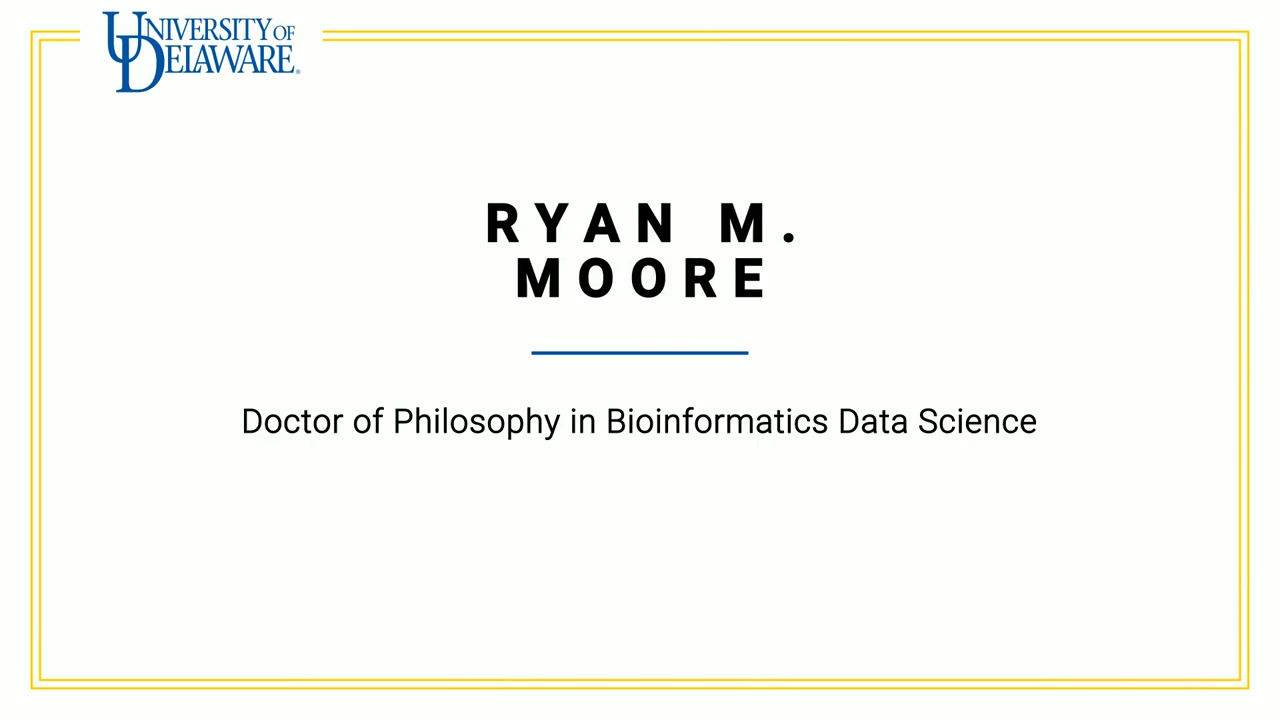 UNIVERSITY OF
DELAWARE
RYAN M.
MOORE
Doctor of Philosophy in Bioinformatics Data Science